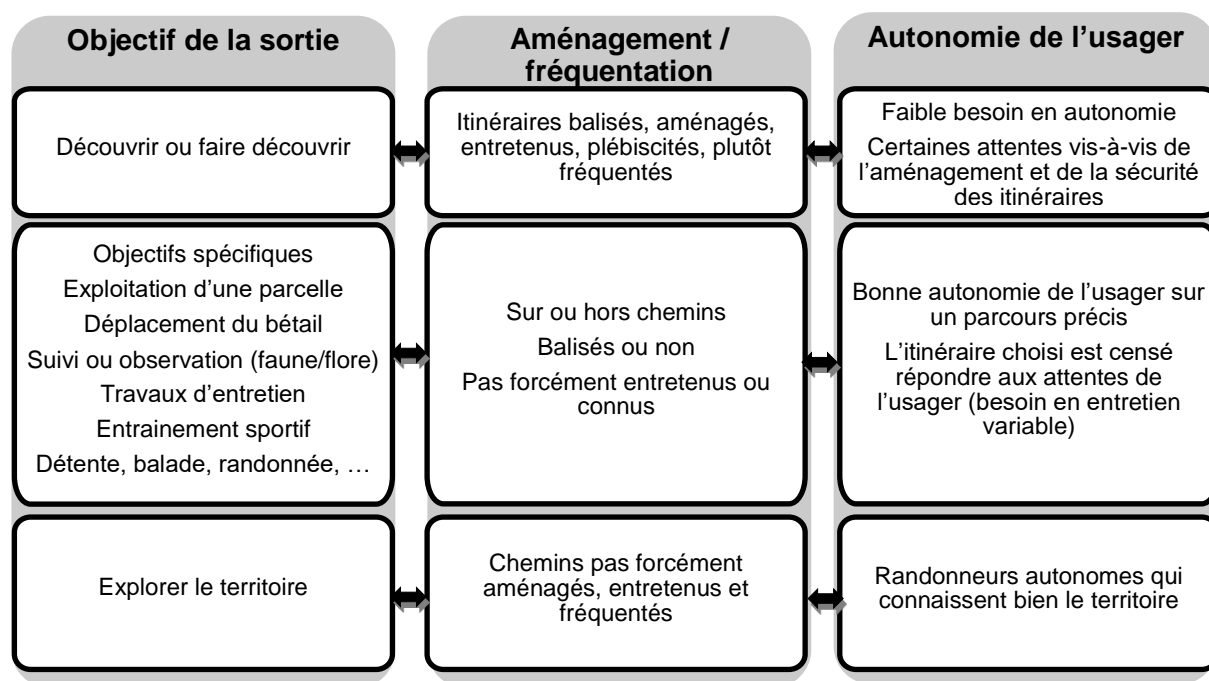 Objectif de la sortie
Aménagement /
fréquentation
Autonomie de l’usager
Découvrir ou faire découvrir
Itinéraires balisés, aménagés,
entretenus, plébiscités, plutôt
fréquentés
Faible besoin en autonomie
Certaines attentes vis-à-vis de
l’aménagement et de la sécurité
des itinéraires
Objectifs spécifiques
Exploitation d’une parcelle
Déplacement du bétail
Suivi ou observation (faune/flore)
Travaux d’entretien
Entrainement sportif
Détente, balade, randonnée, …
Sur ou hors chemins
Balisés ou non
Pas forcément entretenus ou
connus
Bonne autonomie de l’usager sur
un parcours précis
L’itinéraire choisi est censé
répondre aux attentes de
l’usager (besoin en entretien
variable)
Explorer le territoire
Chemins pas forcément
aménagés, entretenus et
fréquentés
Randonneurs autonomes qui
connaissent bien le territoire